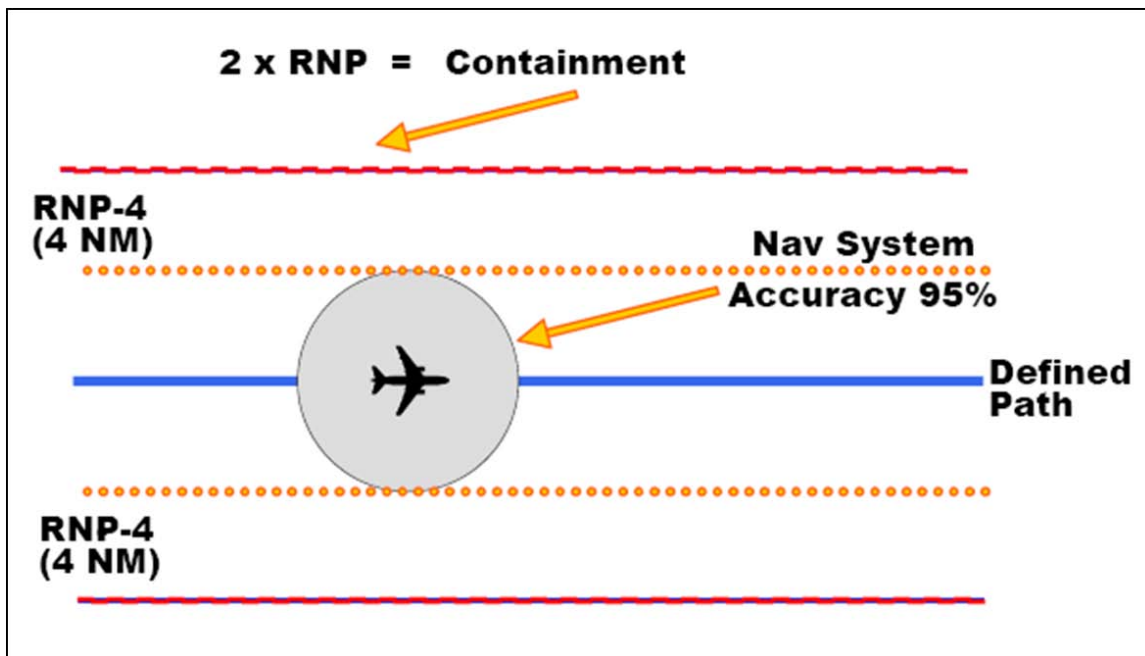 2 x RNP = Containment
RNP-4
(4 NM)
Nav System
Accuracy 95%
Defined
Path
RNP-4
(4 NM)